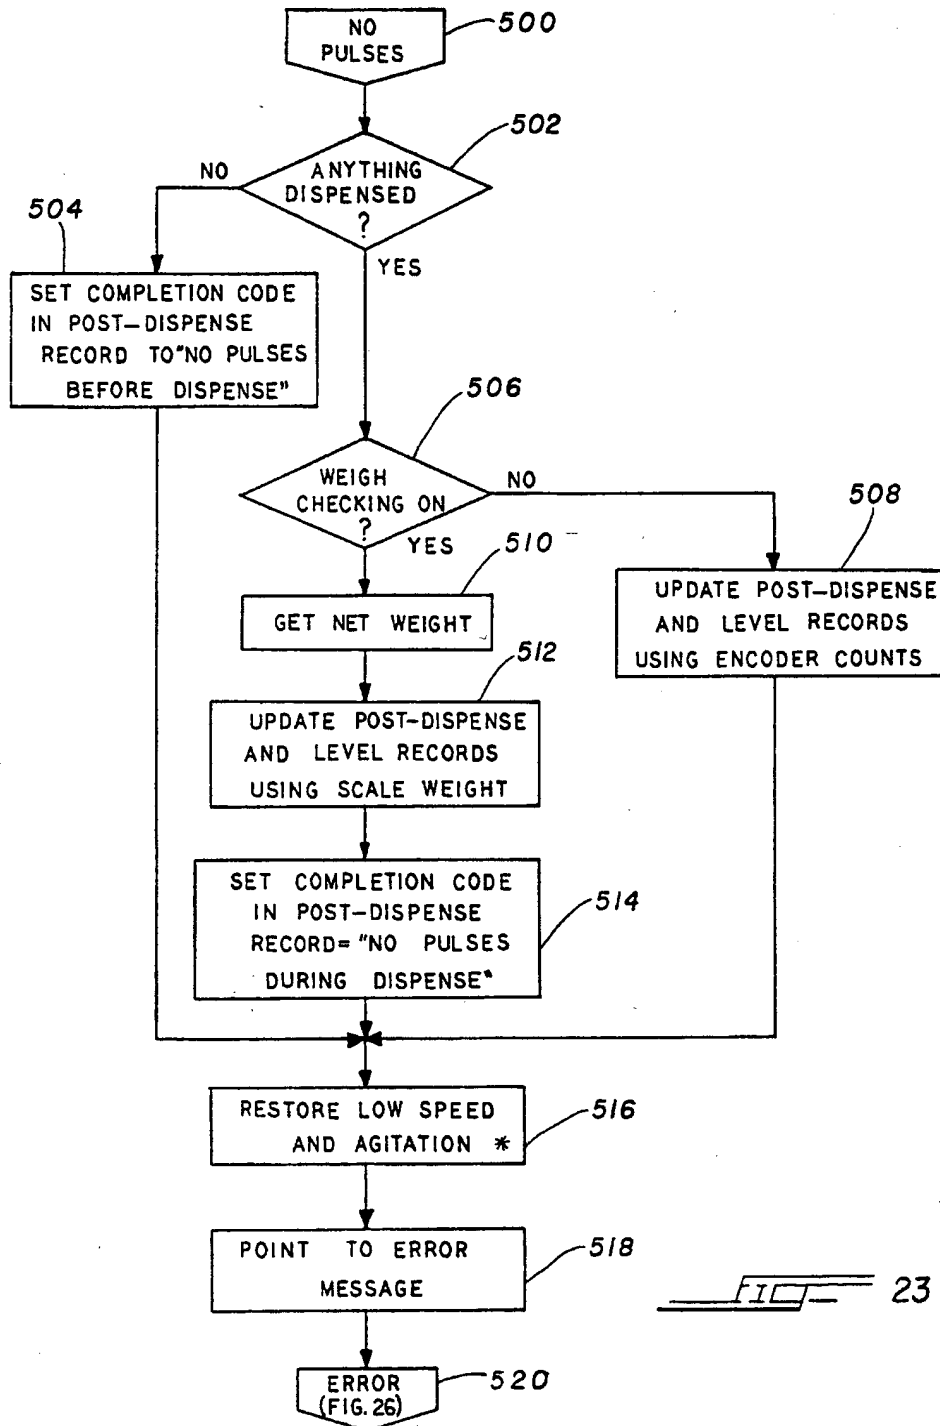 NO
PULSES
500
502
ANYTHING
DISPENSED
?
NO
YES
504
SET COMPLETION CODE
IN POST-DISPENSE
RECORD TO "NO PULSES
BEFORE DISPENSE"
506
WEIGH
CHECKING ON
?
NO
YES
508
UPDATE POST-DISPENSE
AND LEVEL RECORDS
USING ENCODER COUNTS
510
GET NET WEIGHT
512
UPDATE POST-DISPENSE
AND LEVEL RECORDS
USING SCALE WEIGHT
SET COMPLETION CODE
IN POST-DISPENSE
RECORD= "NO PULSES
DURING DISPENSE"
514
RESTORE LOW SPEED
AND AGITATION *
516
POINT TO ERROR
MESSAGE
518
FIG 23
ERROR
(FIG. 26)
520